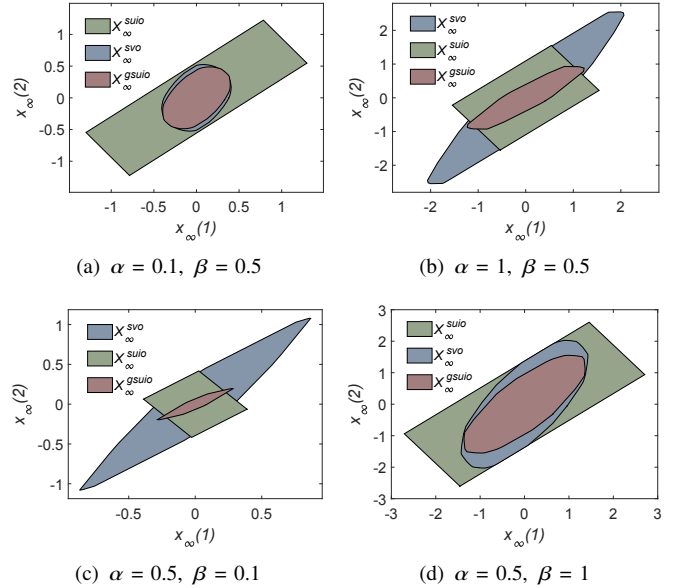 1
0.5
0
-0.5
-1
x∞(2)
X∞^suio
X∞^svo
X∞^gsuio
-1 -0.5 0 0.5 1
x∞(1)
(a) α = 0.1, β = 0.5
2
1
0
-1
-2
x∞(2)
X∞^svo
X∞^suio
X∞^gsuio
-2 -1 0 1 2
x∞(1)
(b) α = 1, β = 0.5
1
0.5
0
-0.5
-1
x∞(2)
X∞^svo
X∞^suio
X∞^gsuio
-0.5 0 0.5
x∞(1)
(c) α = 0.5, β = 0.1
3
2
1
0
-1
-2
-3
x∞(2)
X∞^suio
X∞^svo
X∞^gsuio
-3 -2 -1 0 1 2 3
x∞(1)
(d) α = 0.5, β = 1